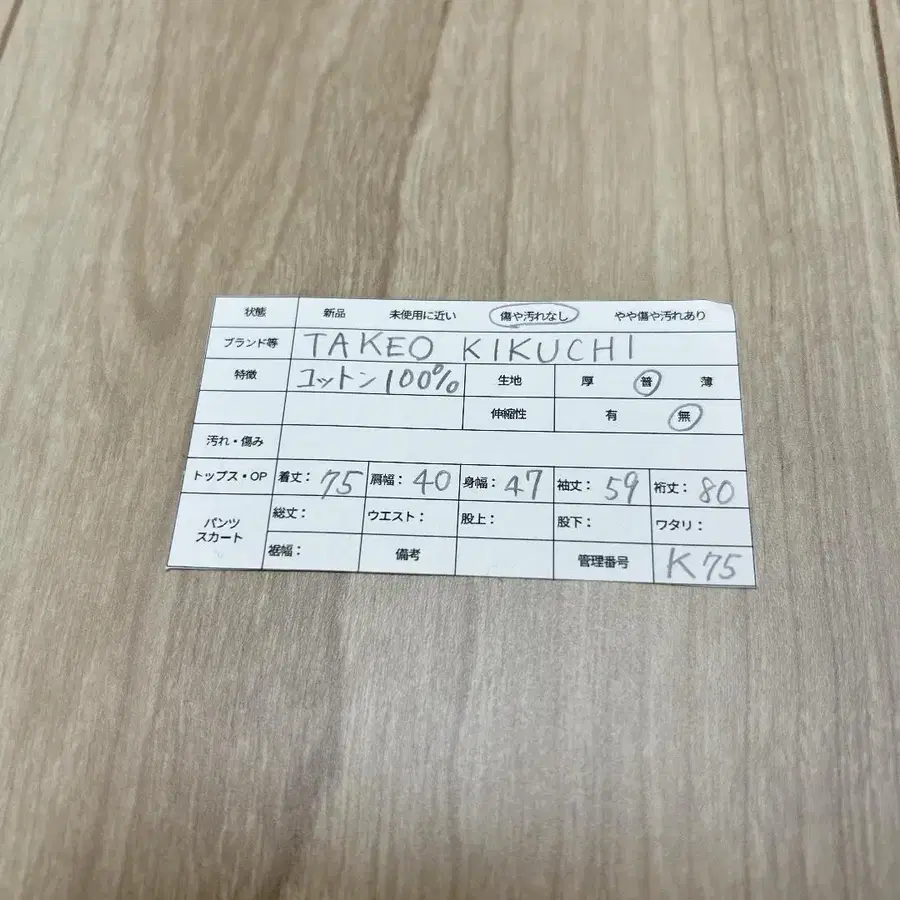 状態 新品 未使用に近い 傷や汚れなし やや傷や汚れあり
ブランド等 TAKEO KIKUCHI
特徴 コットン100% 生地 厚 普 薄
伸縮性 有 無
汚れ・傷み
トップス・OP 着丈: 75 肩幅: 40 身幅: 47 袖丈: 59 裄丈: 80
パンツ スカート 総丈: ウエスト: 股上: 股下: ワタリ:
裾幅: 備考 管理番号 K75